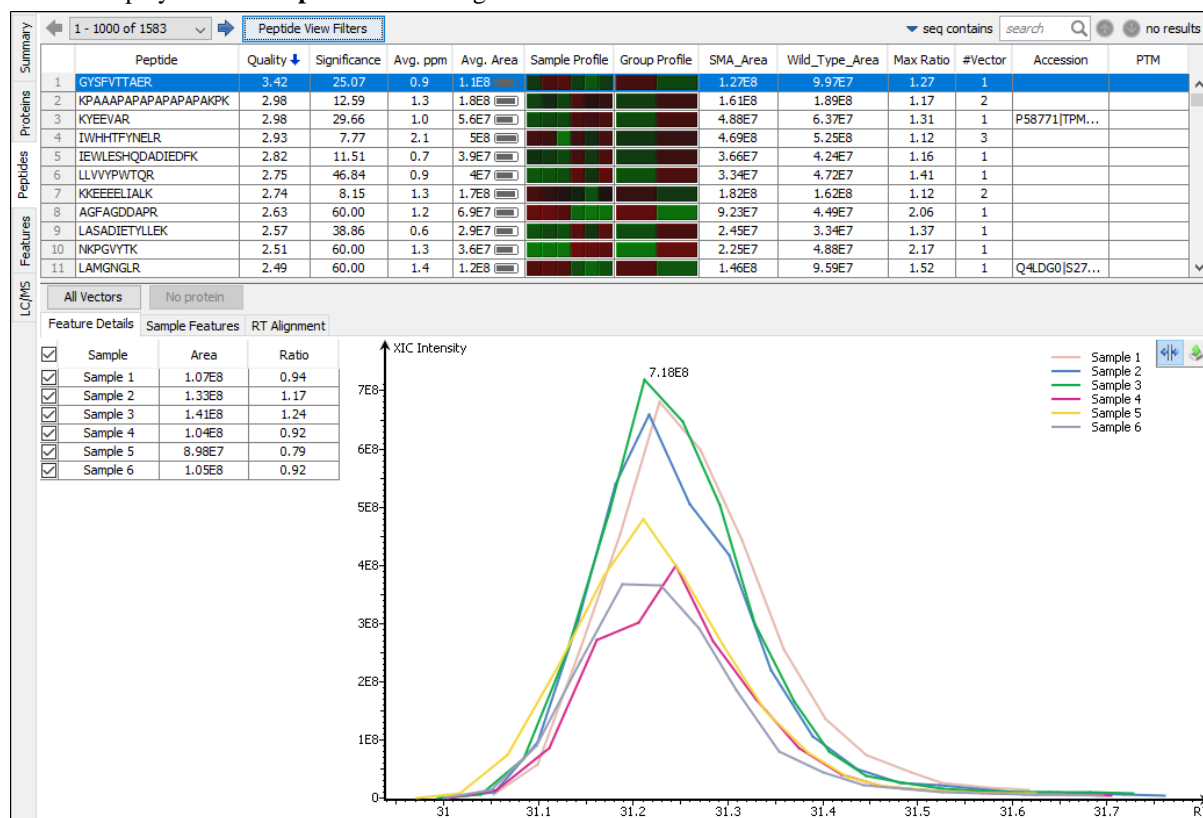 1 - 1000 of 1583 Peptide View Filters seq contains search no results
Summary
Proteins
Peptides
Features
LC/MS
Peptide Quality Significance Avg. ppm Avg. Area Sample Profile Group Profile SMA_Area Wild_Type_Area Max Ratio #Vector Accession PTM
1 GYSFVTTAER 3.42 25.07 0.9 1.1E8 1.27E8 9.97E7 1.27 1
2 KPAAAPAPAPAPAPAPAKPK 2.98 12.59 1.3 1.8E8 1.61E8 1.89E8 1.17 2
3 KYEEVAR 2.98 29.66 1.0 5.6E7 4.88E7 6.37E7 1.31 1 P58771|TPM...
4 IWHHTFYNELR 2.93 7.77 2.1 5E8 4.69E8 5.25E8 1.12 3
5 IEWLESHQDADIEDFK 2.82 11.51 0.7 3.9E7 3.66E7 4.24E7 1.16 1
6 LLVVYPWTQR 2.75 46.84 0.9 4E7 3.34E7 4.72E7 1.41 1
7 KKEEEELIALK 2.74 8.15 1.3 1.7E8 1.82E8 1.62E8 1.12 2
8 AGFAGDDAPR 2.63 60.00 1.2 6.9E7 9.23E7 4.49E7 2.06 1
9 LASADIETYLLEK 2.57 38.86 0.6 2.9E7 2.45E7 3.34E7 1.37 1
10 NKPGVYTK 2.51 60.00 1.3 3.6E7 2.25E7 4.88E7 2.17 1
11 LAMGNGLR 2.49 60.00 1.4 1.2E8 1.46E8 9.59E7 1.52 1 Q4LDG0|S27...
All Vectors No protein
Feature Details Sample Features RT Alignment
Sample Area Ratio
Sample 1 1.07E8 0.94
Sample 2 1.33E8 1.17
Sample 3 1.41E8 1.24
Sample 4 1.04E8 0.92
Sample 5 8.98E7 0.79
Sample 6 1.05E8 0.92
XIC Intensity
7.18E8
Sample 1
Sample 2
Sample 3
Sample 4
Sample 5
Sample 6
7E8
6E8
5E8
4E8
3E8
2E8
1E8
0
31 31.1 31.2 31.3 31.4 31.5 31.6 31.7